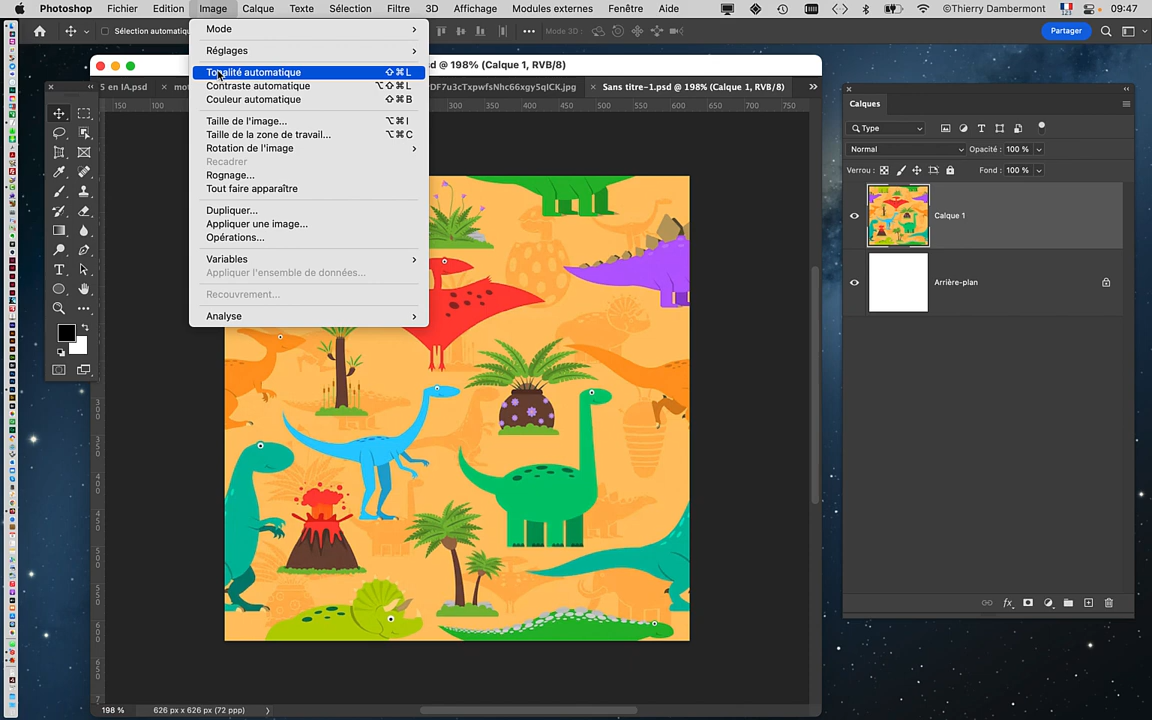 Photoshop Fichier Edition Image Calque Texte Sélection Filtre 3D Affichage Modules externes Fenêtre Aide ©Thierry Dambermont 09:47
Sélection automatiqu Mode 3D : Partager
d @ 198% (Calque 1, RVB/8)
S en IA.psd × mot DF7u3cTxpwfsNhc66xgy5qlCK.jpg × Sans titre-1.psd @ 198% (Calque 1, RVB/8)
150 100 300 350 400 450 500 550 600 650 700 750
Mode
Réglages
Tonalité automatique ⇧⌘L
Contraste automatique ⌥⇧⌘L
Couleur automatique ⇧⌘B
Taille de l'image... ⌥⌘I
Taille de la zone de travail... ⌥⌘C
Rotation de l'image
Recadrer
Rognage...
Tout faire apparaître
Dupliquer...
Appliquer une image...
Opérations...
Variables
Appliquer l'ensemble de données...
Recouvrement...
Analyse
Calques
Type
Normal Opacité : 100 %
Verrou : Fond : 100 %
Calque 1
Arrière-plan
198 % 626 px x 626 px (72 ppp)